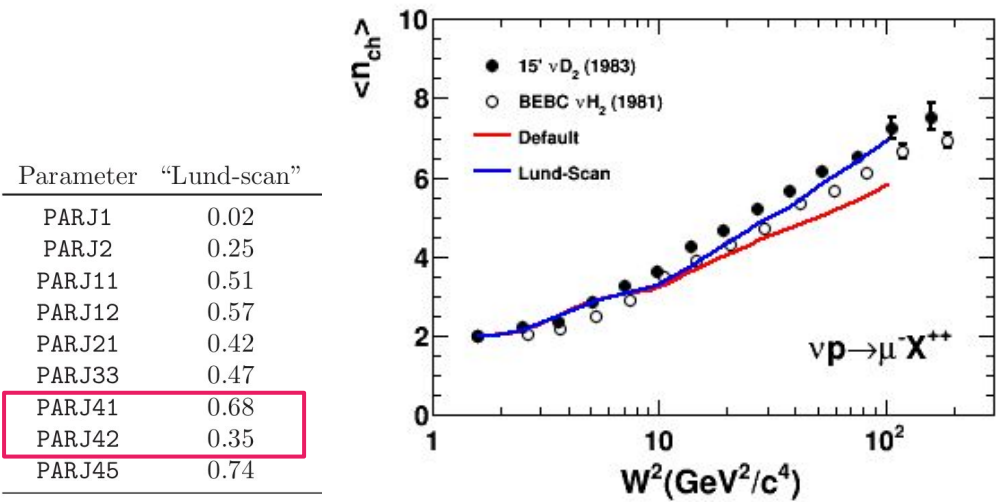 Parameter “Lund-scan”
PARJ1 0.02
PARJ2 0.25
PARJ11 0.51
PARJ12 0.57
PARJ21 0.42
PARJ33 0.47
PARJ41 0.68
PARJ42 0.35
PARJ45 0.74
<n_ch>
10
8
6
4
2
0
15' νD₂ (1983)
BEBC νH₂ (1981)
Default
Lund-Scan
νp→μ⁻X⁺⁺
1 10 10²
W²(GeV²/c⁴)